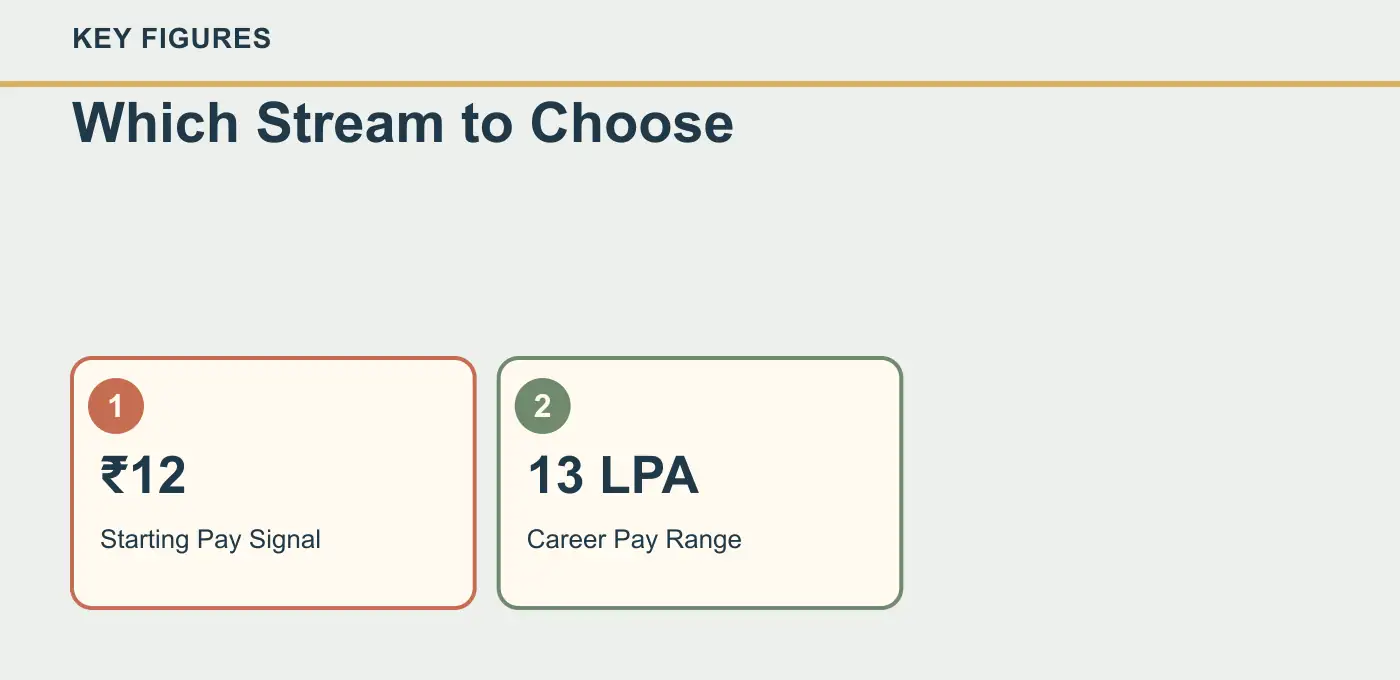 KEY FIGURES
Which Stream to Choose
1
₹12
Starting Pay Signal
2
13 LPA
Career Pay Range